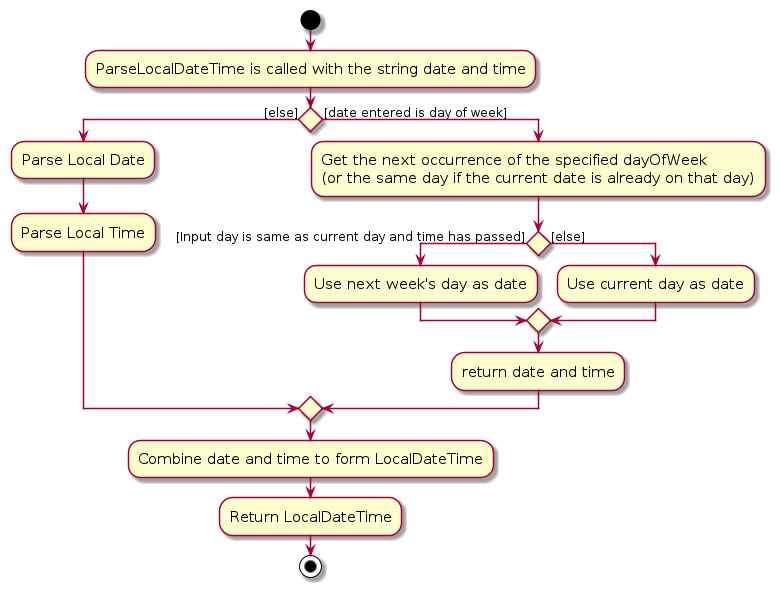 ParseLocalDateTime is called with the string date and time
[else]
[date entered is day of week]
Parse Local Date
Parse Local Time
Get the next occurrence of the specified dayOfWeek
(or the same day if the current date is already on that day)
[Input day is same as current day and time has passed]
[else]
Use next week's day as date
Use current day as date
return date and time
Combine date and time to form LocalDateTime
Return LocalDateTime